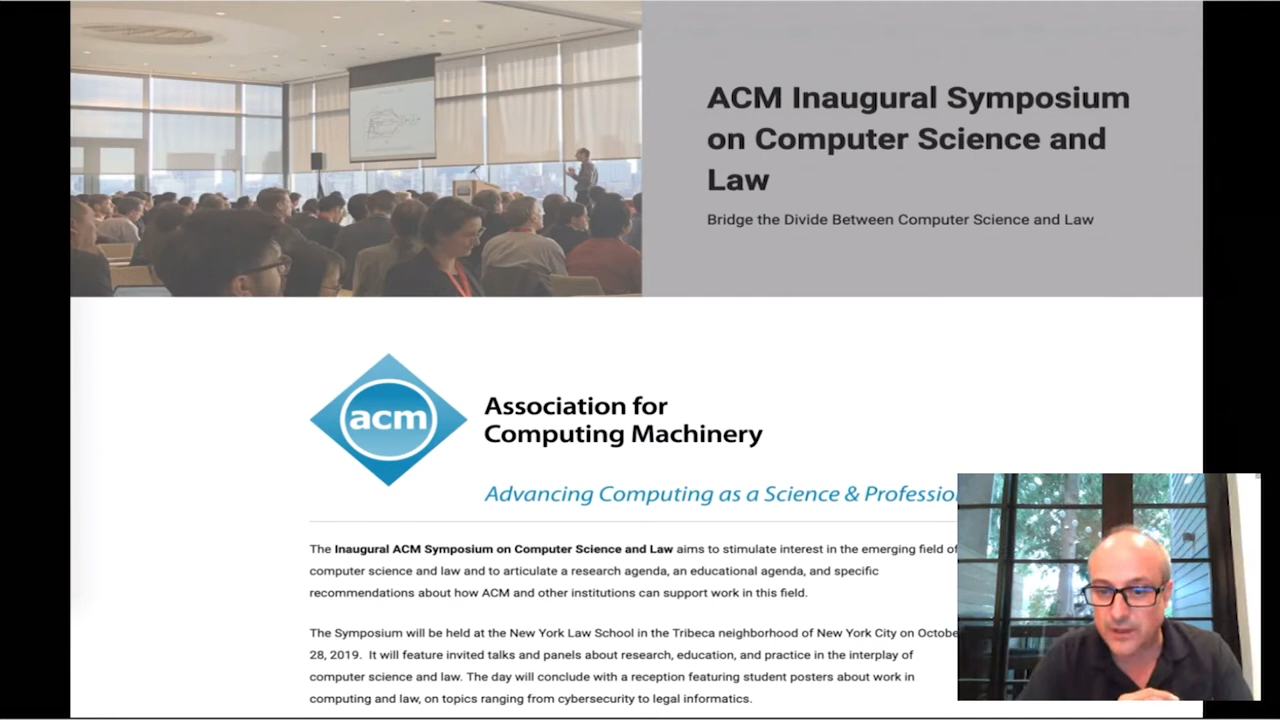 ACM Inaugural Symposium
on Computer Science and
Law
Bridge the Divide Between Computer Science and Law
acm
Association for
Computing Machinery
Advancing Computing as a Science & Professio
The Inaugural ACM Symposium on Computer Science and Law aims to stimulate interest in the emerging field of
computer science and law and to articulate a research agenda, an educational agenda, and specific
recommendations about how ACM and other institutions can support work in this field.
The Symposium will be held at the New York Law School in the Tribeca neighborhood of New York City on Octobe
28, 2019. It will feature invited talks and panels about research, education, and practice in the interplay of
computer science and law. The day will conclude with a reception featuring student posters about work in
computing and law, on topics ranging from cybersecurity to legal informatics.